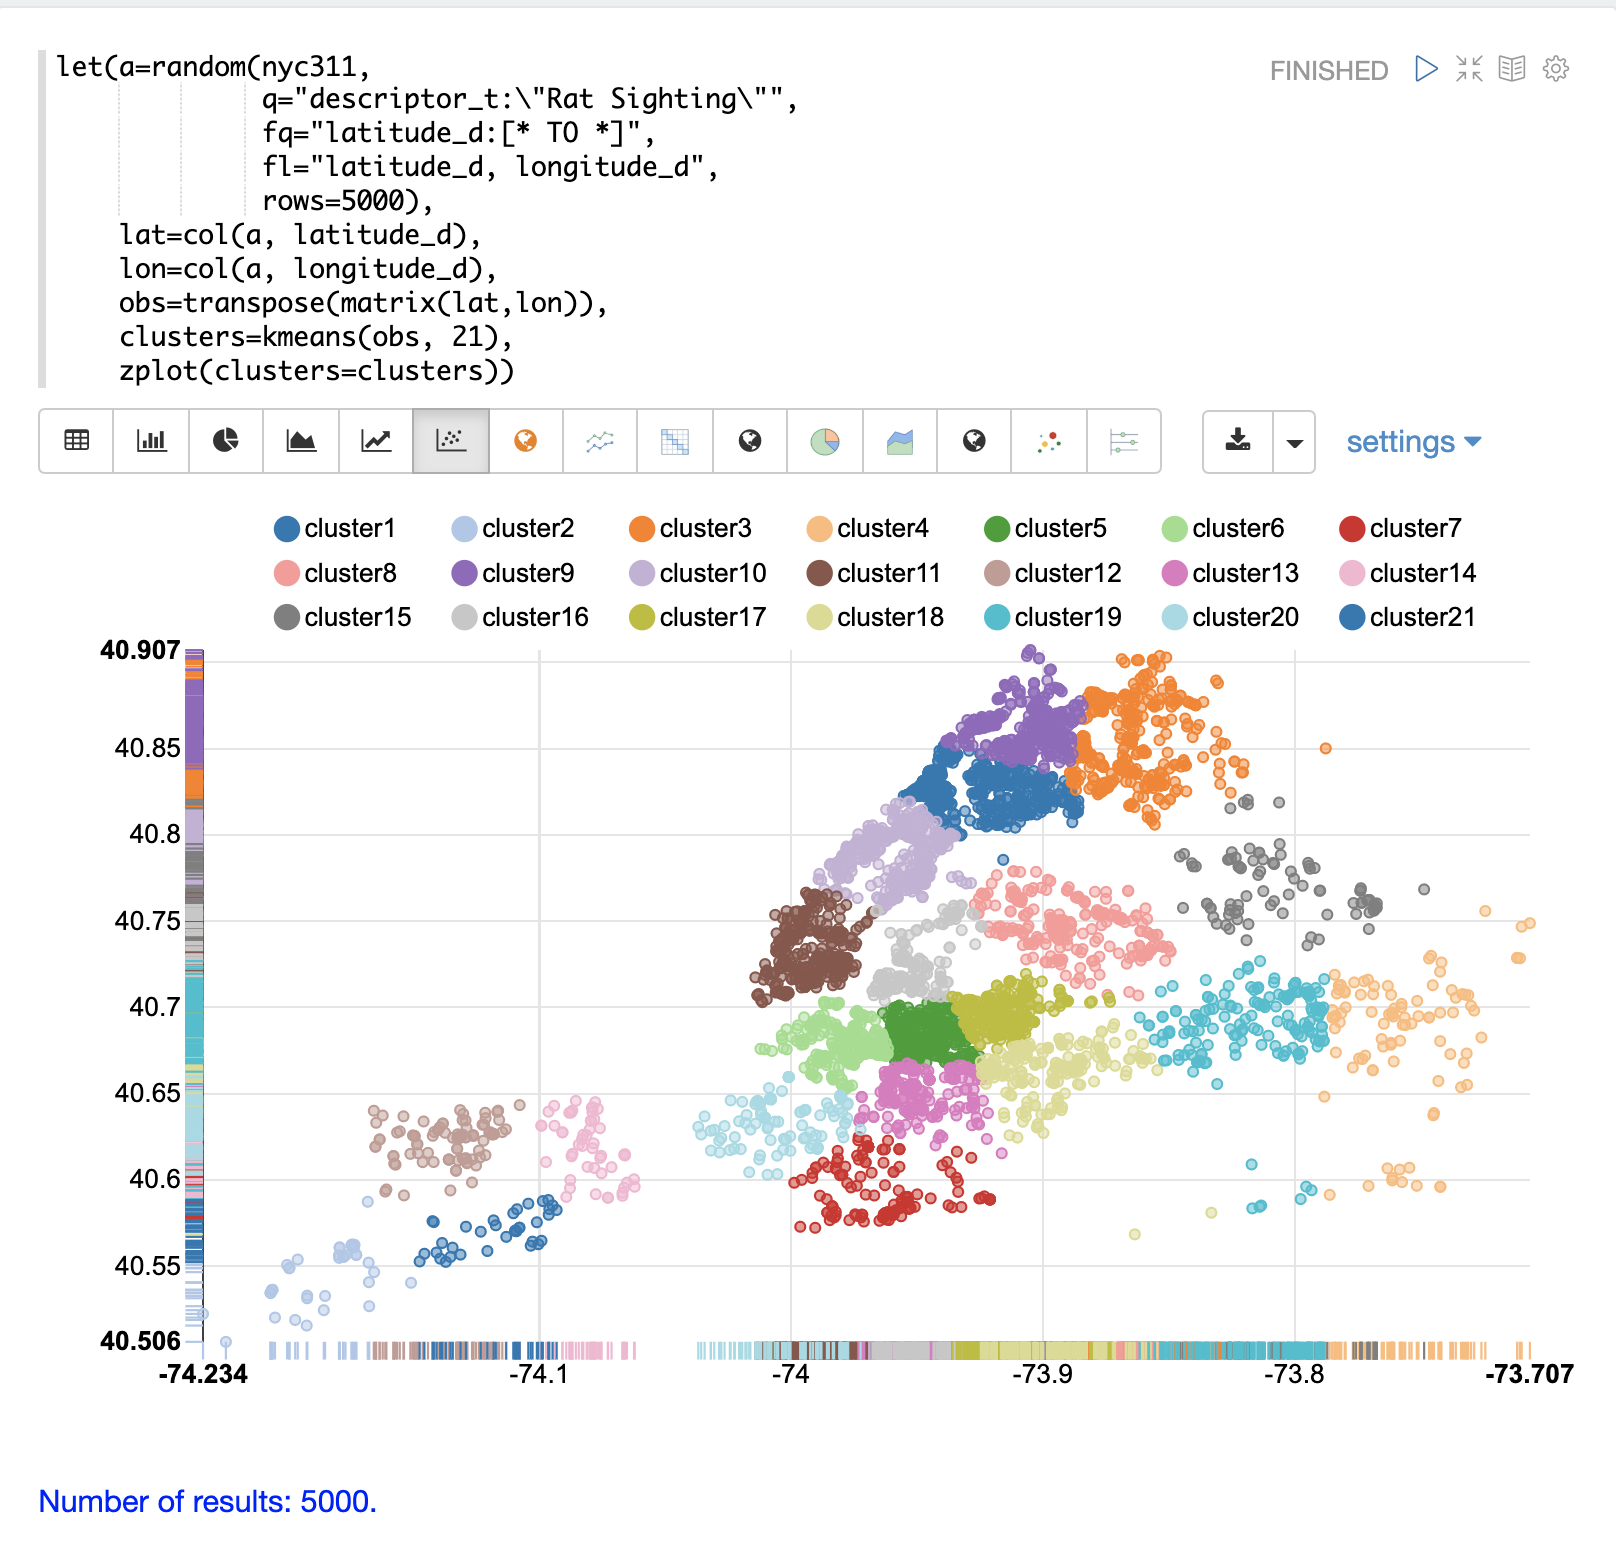 let(a=random(nyc311,
FINISHED
q="descriptor_t:\"Rat Sighting\"",
fq="latitude_d:[* TO *]",
fl="latitude_d, longitude_d",
rows=5000),
lat=col(a, latitude_d),
lon=col(a, longitude_d),
obs=transpose(matrix(lat,lon)),
clusters=kmeans(obs, 21),
zplot(clusters=clusters))
settings
cluster1 cluster2 cluster3 cluster4 cluster5 cluster6 cluster7
cluster8 cluster9 cluster10 cluster11 cluster12 cluster13 cluster14
cluster15 cluster16 cluster17 cluster18 cluster19 cluster20 cluster21
40.907
40.85
40.8
40.75
40.7
40.65
40.6
40.55
40.506
-74.234 -74.1 -74 -73.9 -73.8 -73.707
Number of results: 5000.